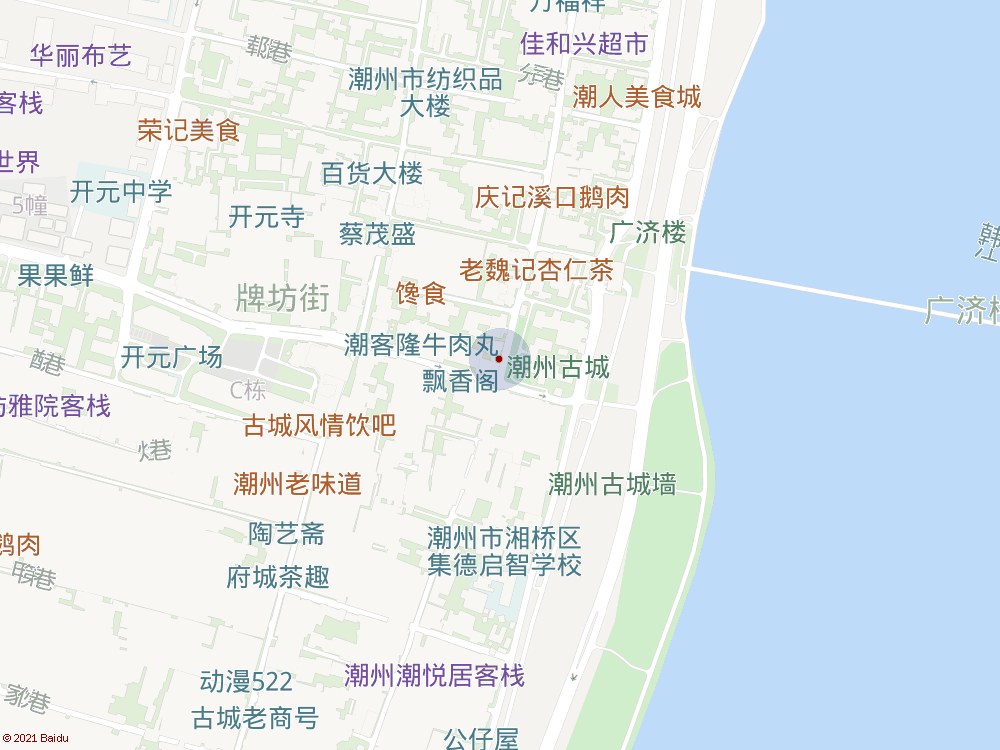 万福祥
佳和兴超市
华丽布艺
郙巷
分巷
潮州市纺织品
大楼
潮人美食城
客栈
荣记美食
世界
百货大楼
开元中学
5幢
庆记溪口鹅肉
开元寺
蔡茂盛
广济楼
韩
江
老魏记杏仁茶
果果鲜
馋食
牌坊街
广济桥
潮客隆牛肉丸
开元广场
潮州古城
飘香阁
C栋
雅院客栈
古城风情饮吧
潮州老味道
潮州古城墙
陶艺斋
潮州市湘桥区
集德启智学校
鹅肉
府城茶趣
潮州潮悦居客栈
动漫522
古城老商号
家巷
公仔屋
© 2021 Baidu